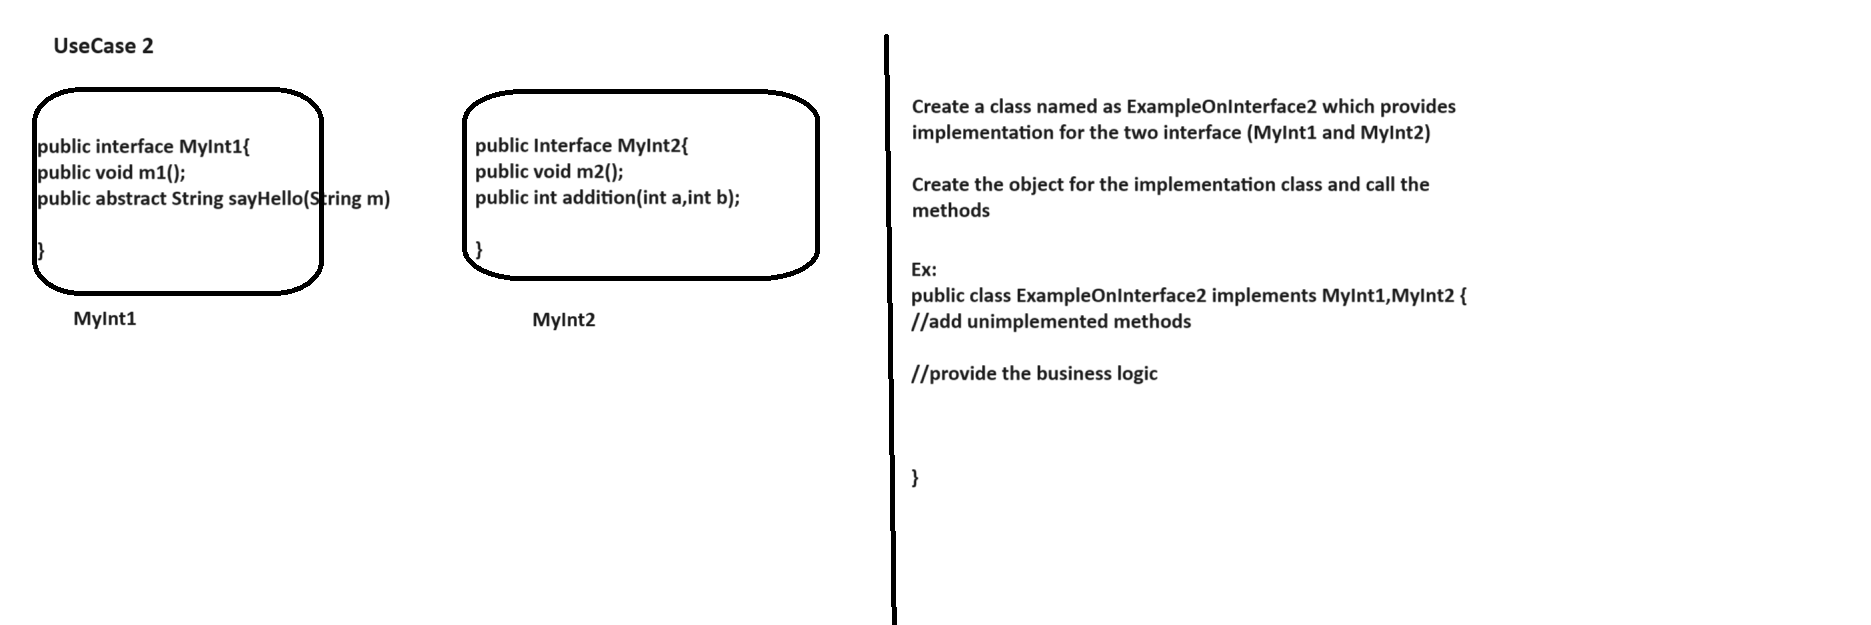 UseCase 2
public interface MyInt1{
public void m1();
public abstract String sayHello(String m)
}
MyInt1
public Interface MyInt2{
public void m2();
public int addition(int a,int b);
}
MyInt2
Create a class named as ExampleOnInterface2 which provides
implementation for the two interface (MyInt1 and MyInt2)
Create the object for the implementation class and call the
methods
Ex:
public class ExampleOnInterface2 implements MyInt1,MyInt2 {
//add unimplemented methods
//provide the business logic
}